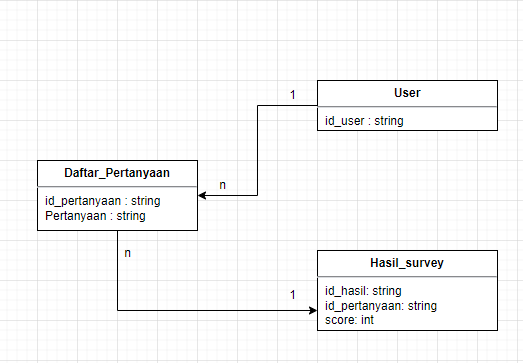 User
id_user : string
1
n
Daftar_Pertanyaan
id_pertanyaan : string
Pertanyaan : string
n
1
Hasil_survey
id_hasil: string
id_pertanyaan: string
score: int